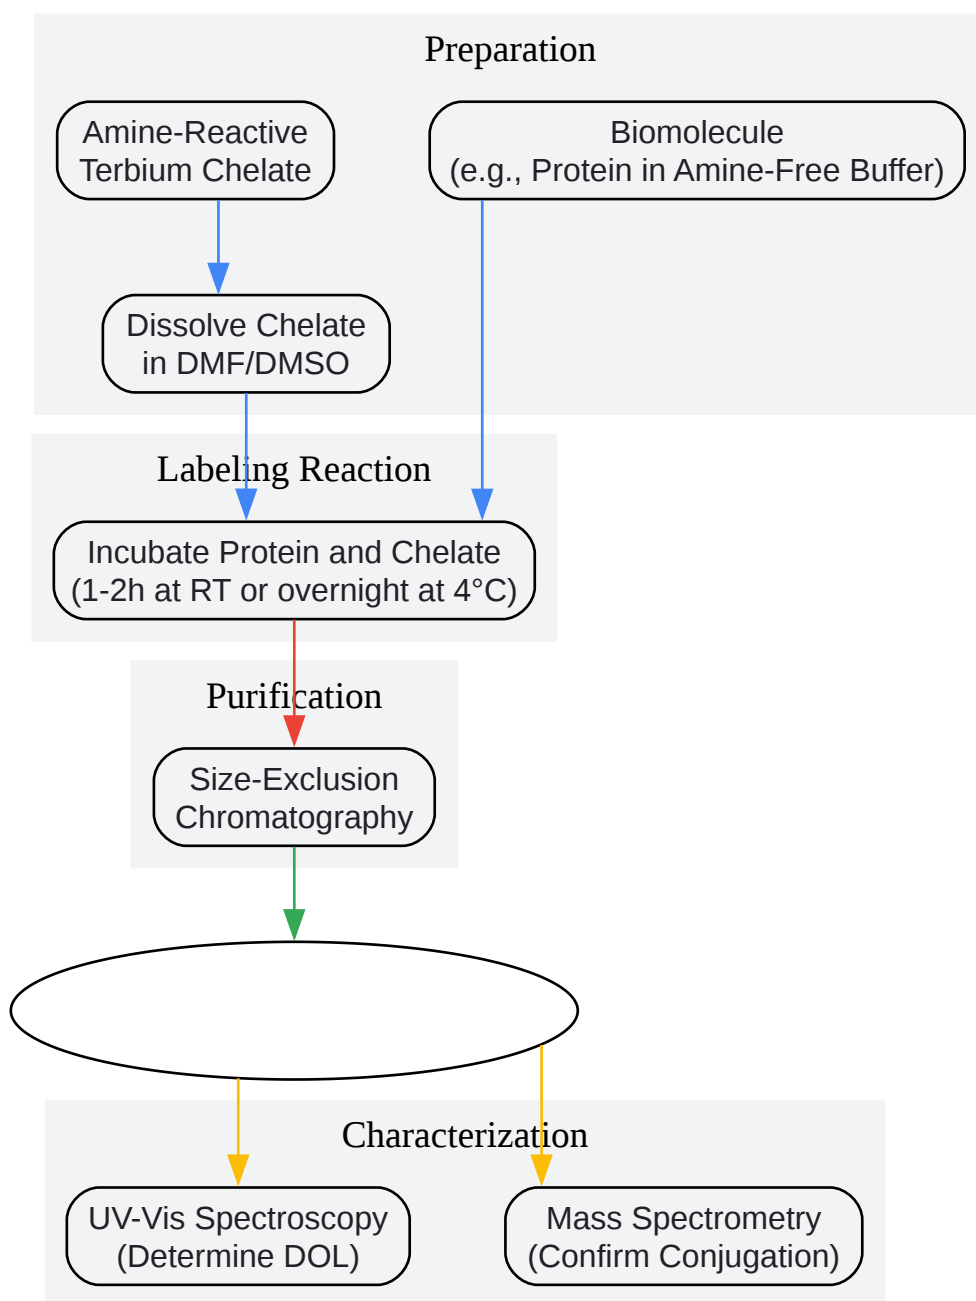 Preparation
Amine-Reactive
Terbium Chelate
Biomolecule
(e.g., Protein in Amine-Free Buffer)
Dissolve Chelate
in DMF/DMSO
Labeling Reaction
Incubate Protein and Chelate
(1-2h at RT or overnight at 4°C)
Purification
Size-Exclusion
Chromatography
Characterization
UV-Vis Spectroscopy
(Determine DOL)
Mass Spectrometry
(Confirm Conjugation)